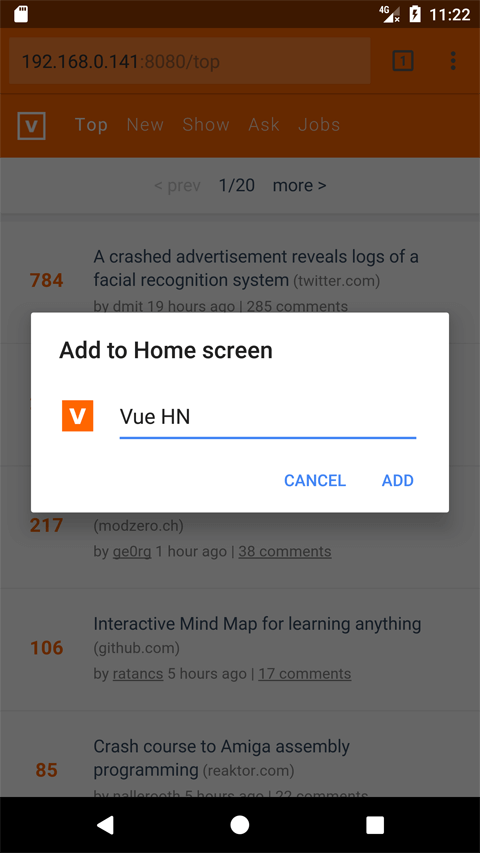 4G 11:22
192.168.0.141:8080/top 1
V Top New Show Ask Jobs
< prev 1/20 more >
A crashed advertisement reveals logs of a
784 facial recognition system (twitter.com)
by dmit 19 hours ago | 285 comments
Add to Home screen
V Vue HN
CANCEL ADD
217 (modzero.ch)
by ge0rg 1 hour ago | 38 comments
Interactive Mind Map for learning anything
106 (github.com)
by ratancs 5 hours ago | 17 comments
Crash course to Amiga assembly
85 programming (reaktor.com)
by nallerooth 5 hours ago | 22 comments